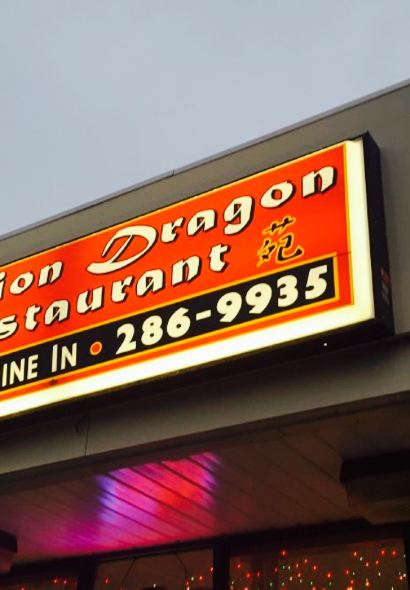 ion Dragon
staurant 苑
INE IN • 286-9935